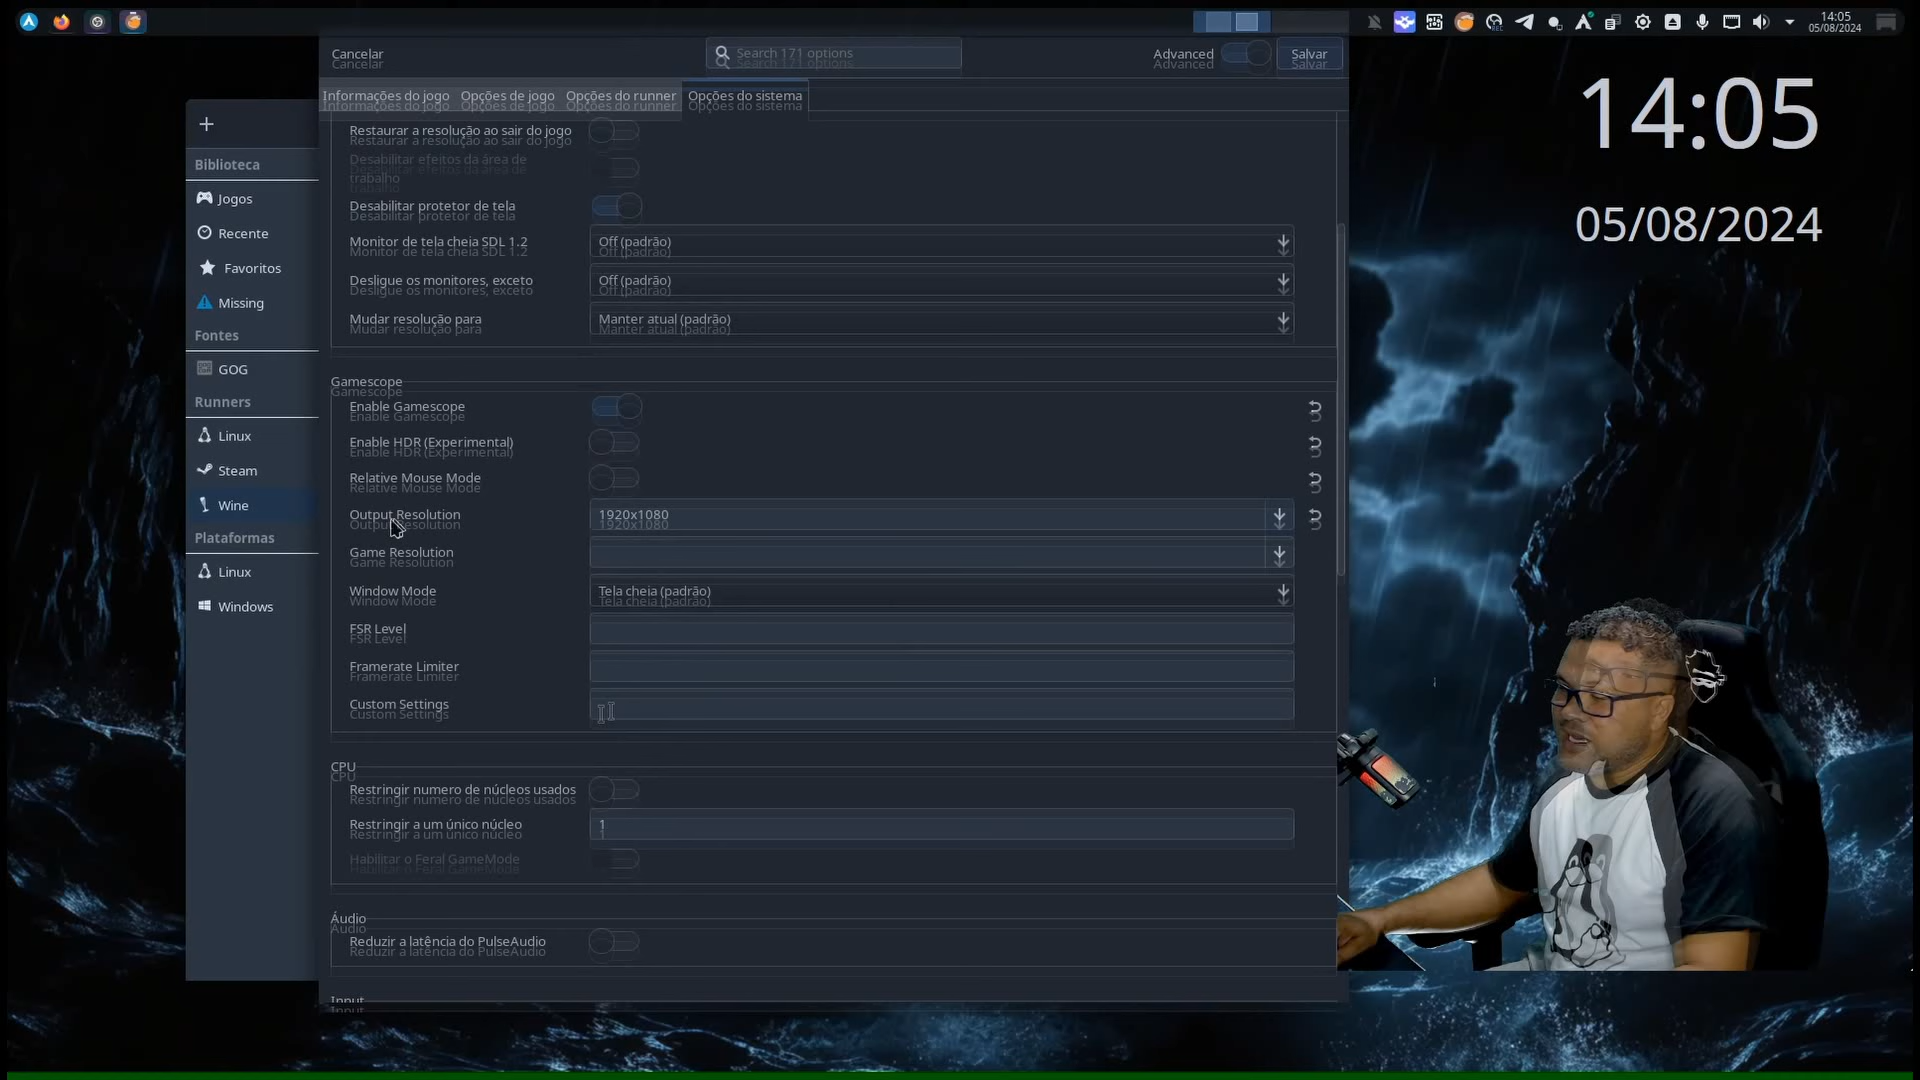 14:05
05/08/2024
Cancelar
Search 171 options
Advanced
Salvar
Informações do jogo
Opções de jogo
Opções do runner
Opções do sistema
Restaurar a resolução ao sair do jogo
Desabilitar efeitos da área de
trabalho
Desabilitar protetor de tela
Monitor de tela cheia SDL 1.2
Off (padrão)
Desligue os monitores, exceto
Off (padrão)
Mudar resolução para
Manter atual (padrão)
Gamescope
Enable Gamescope
Enable HDR (Experimental)
Relative Mouse Mode
Output Resolution
1920x1080
Game Resolution
Window Mode
Tela cheia (padrão)
FSR Level
Framerate Limiter
Custom Settings
CPU
Restringir numero de núcleos usados
Restringir a um único núcleo
1
Habilitar o Feral GameMode
Áudio
Reduzir a latência do PulseAudio
Input
Biblioteca
Jogos
Recente
Favoritos
Missing
Fontes
GOG
Runners
Linux
Steam
Wine
Plataformas
Linux
Windows
14:05
05/08/2024